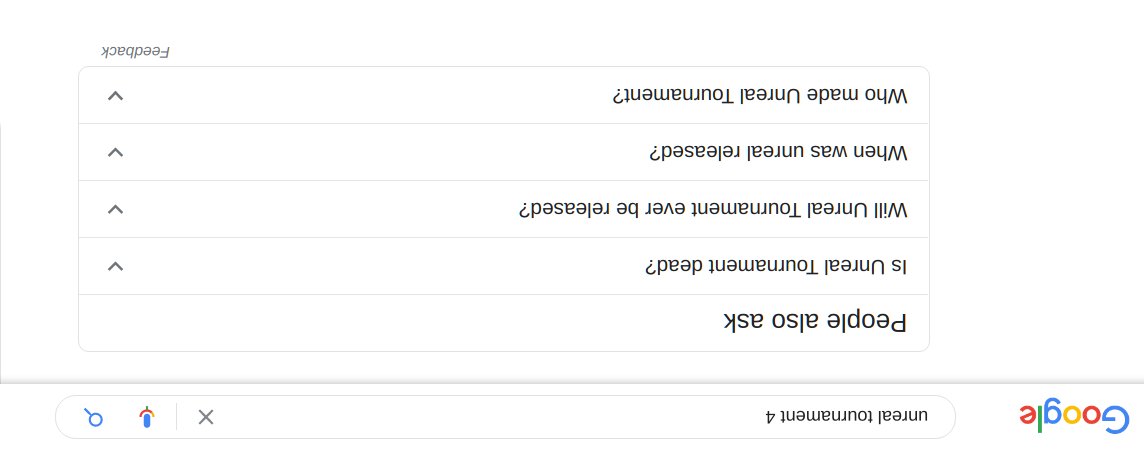 Google
unreal tournament 4
People also ask
Is Unreal Tournament dead?
Will Unreal Tournament ever be released?
When was unreal released?
Who made Unreal Tournament?
Feedback